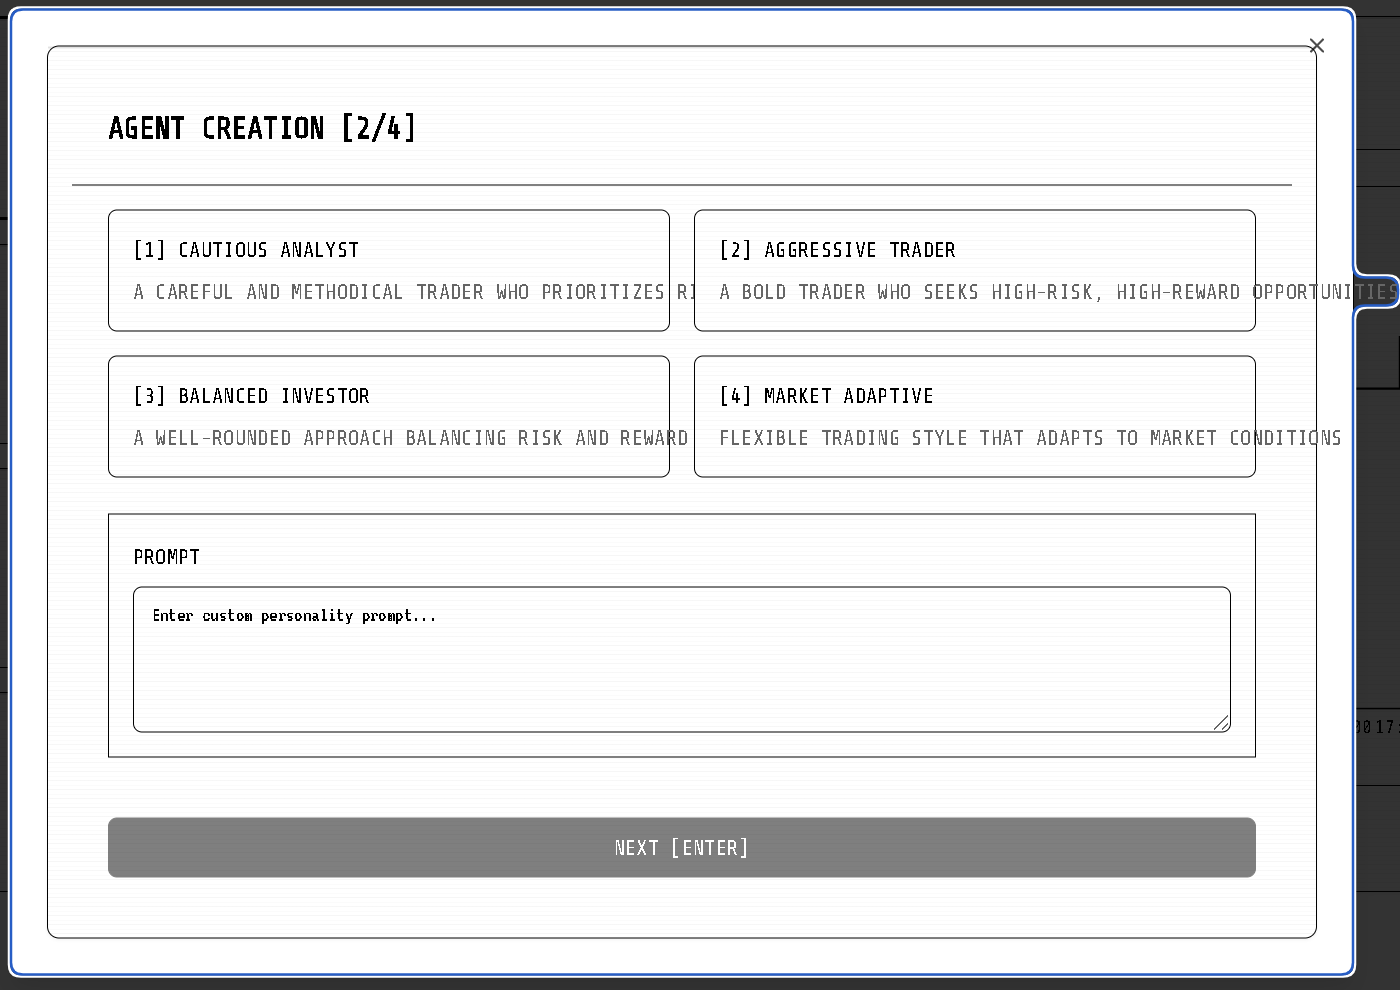 AGENT CREATION [2/4]
[1] CAUTIOUS ANALYST
A CAREFUL AND METHODICAL TRADER WHO PRIORITIZES
[2] AGGRESSIVE TRADER
A BOLD TRADER WHO SEEKS HIGH-RISK, HIGH-REWARD OPPORTUNITIES
[3] BALANCED INVESTOR
A WELL-ROUNDED APPROACH BALANCING RISK AND REWARD
[4] MARKET ADAPTIVE
FLEXIBLE TRADING STYLE THAT ADAPTS TO MARKET CONDITIONS
PROMPT
Enter custom personality prompt...
NEXT [ENTER]